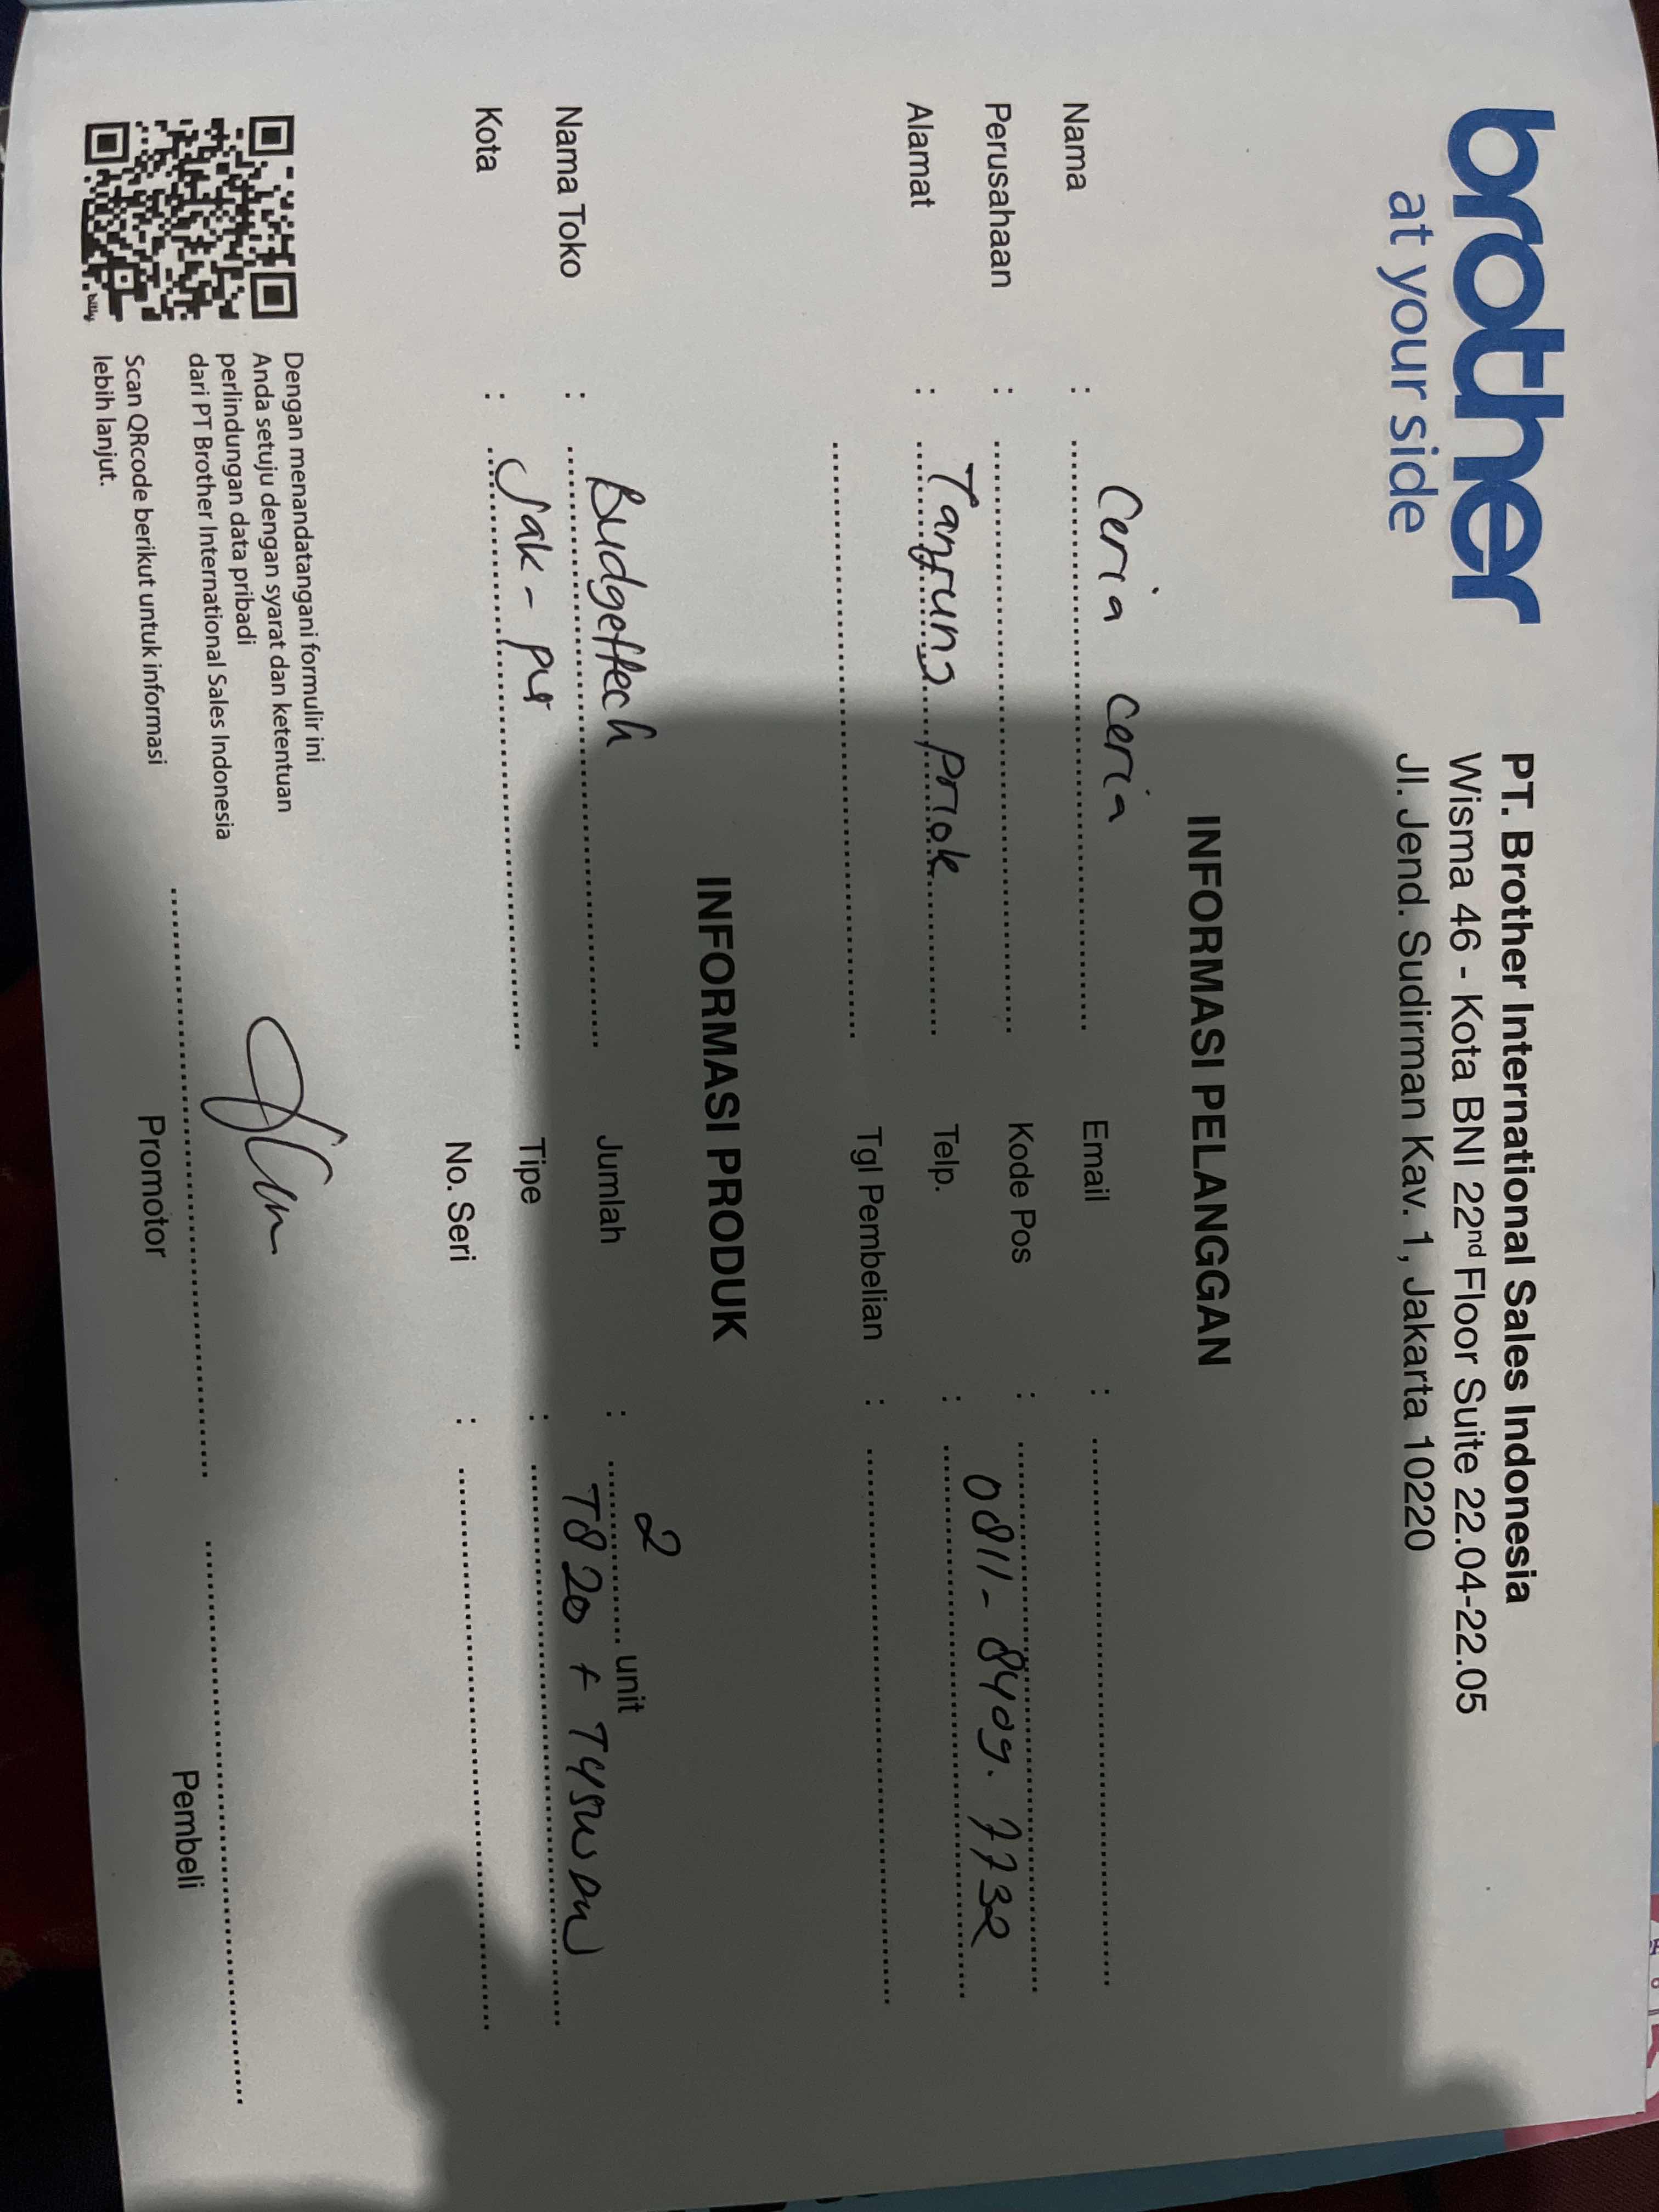 brother
at your side
PT. Brother International Sales Indonesia
Wisma 46 - Kota BNI 22nd Floor Suite 22.04-22.05
Jl. Jend. Sudirman Kav. 1, Jakarta 10220
INFORMASI PELANGGAN
Nama : Ceria Ceria Email :
Perusahaan : Kode Pos :
Alamat : Tanjung Priok Telp. : 0811-8409.7732
Tgl Pembelian :
INFORMASI PRODUK
Nama Toko : Budgettech Jumlah : 2 unit
Kota : Jak-pus Tipe : T820 +
No. Seri :
Dengan menandatangani formulir ini
Anda setuju dengan syarat dan ketentuan
perlindungan data pribadi
dari PT Brother International Sales Indonesia
Scan QRcode berikut untuk informasi
lebih lanjut.
bitly
Promotor Pembeli